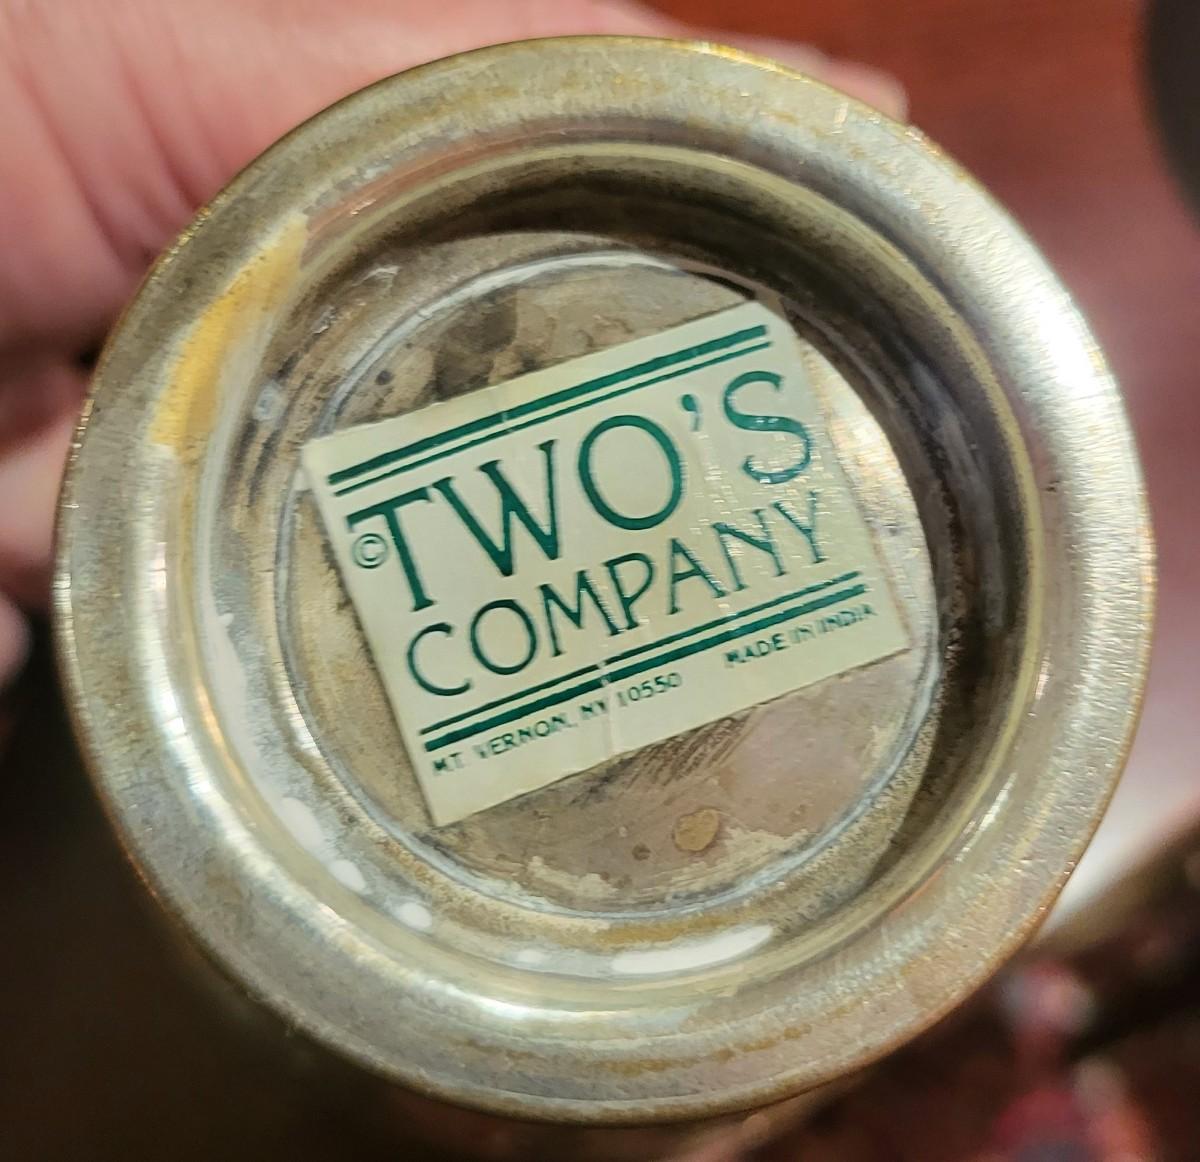 TWO'S
©
COMPANY
MT. VERNON, NY 10550 MADE IN INDIA